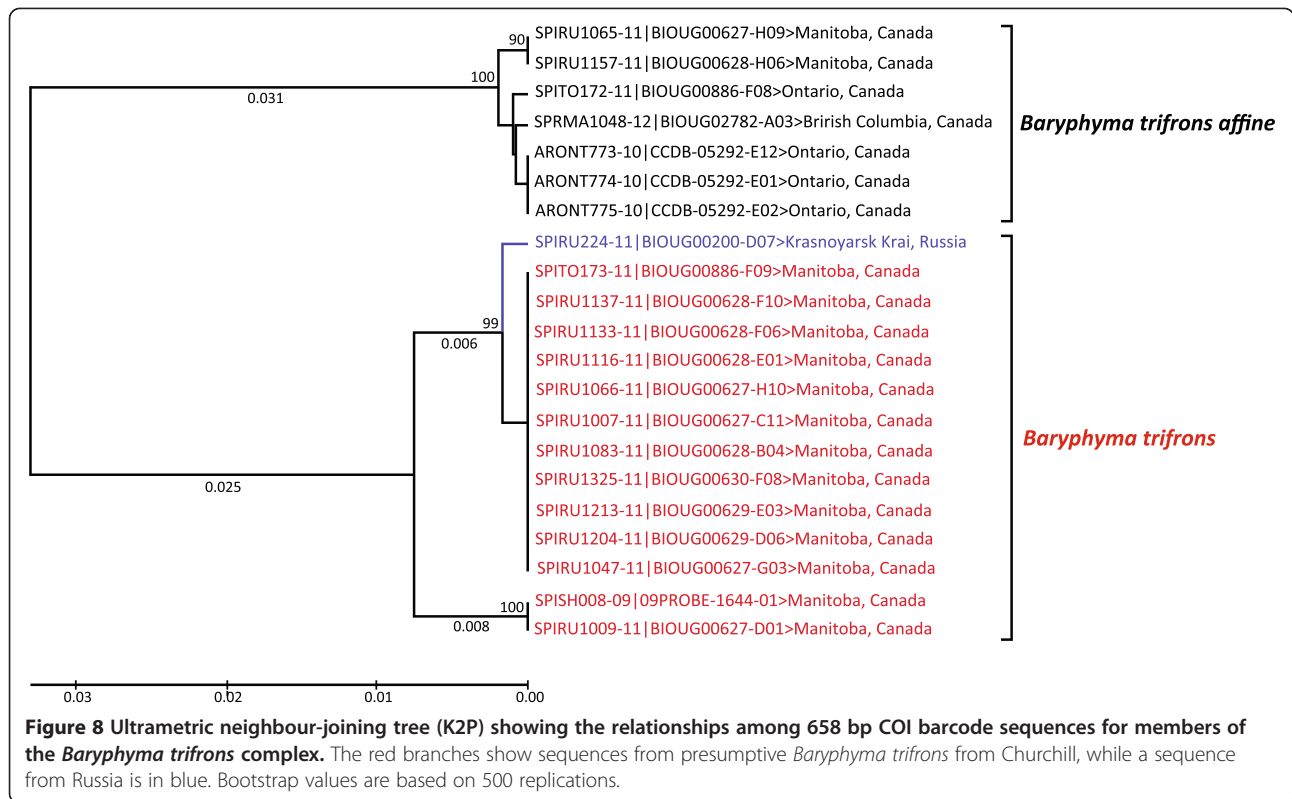 90
SPIRU1065-11|BIOUG00627-H09>Manitoba, Canada
SPIRU1157-11|BIOUG00628-H06>Manitoba, Canada
100
0.031
SPITO172-11|BIOUG00886-F08>Ontario, Canada
SPRMA1048-12|BIOUG02782-A03>Brirish Columbia, Canada
Baryphyma trifrons affine
ARONT773-10|CCDB-05292-E12>Ontario, Canada
ARONT774-10|CCDB-05292-E01>Ontario, Canada
ARONT775-10|CCDB-05292-E02>Ontario, Canada
SPIRU224-11|BIOUG00200-D07>Krasnoyarsk Krai, Russia
SPITO173-11|BIOUG00886-F09>Manitoba, Canada
SPIRU1137-11|BIOUG00628-F10>Manitoba, Canada
99
0.006
SPIRU1133-11|BIOUG00628-F06>Manitoba, Canada
SPIRU1116-11|BIOUG00628-E01>Manitoba, Canada
SPIRU1066-11|BIOUG00627-H10>Manitoba, Canada
SPIRU1007-11|BIOUG00627-C11>Manitoba, Canada
Baryphyma trifrons
SPIRU1083-11|BIOUG00628-B04>Manitoba, Canada
0.025
SPIRU1325-11|BIOUG00630-F08>Manitoba, Canada
SPIRU1213-11|BIOUG00629-E03>Manitoba, Canada
SPIRU1204-11|BIOUG00629-D06>Manitoba, Canada
SPIRU1047-11|BIOUG00627-G03>Manitoba, Canada
100
0.008
SPISH008-09|09PROBE-1644-01>Manitoba, Canada
SPIRU1009-11|BIOUG00627-D01>Manitoba, Canada
0.03 0.02 0.01 0.00
Figure 8 Ultrametric neighbour-joining tree (K2P) showing the relationships among 658 bp COI barcode sequences for members of
the Baryphyma trifrons complex. The red branches show sequences from presumptive Baryphyma trifrons from Churchill, while a sequence
from Russia is in blue. Bootstrap values are based on 500 replications.